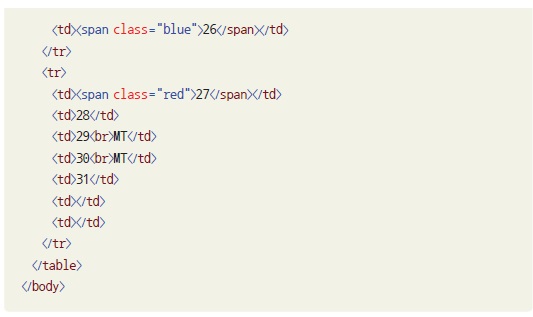 <td><span class="blue">26</span></td>
</tr>
<tr>
<td><span class="red">27</span></td>
<td>28</td>
<td>29<br>MT</td>
<td>30<br>MT</td>
<td>31</td>
<td></td>
<td></td>
</tr>
</table>
</body>